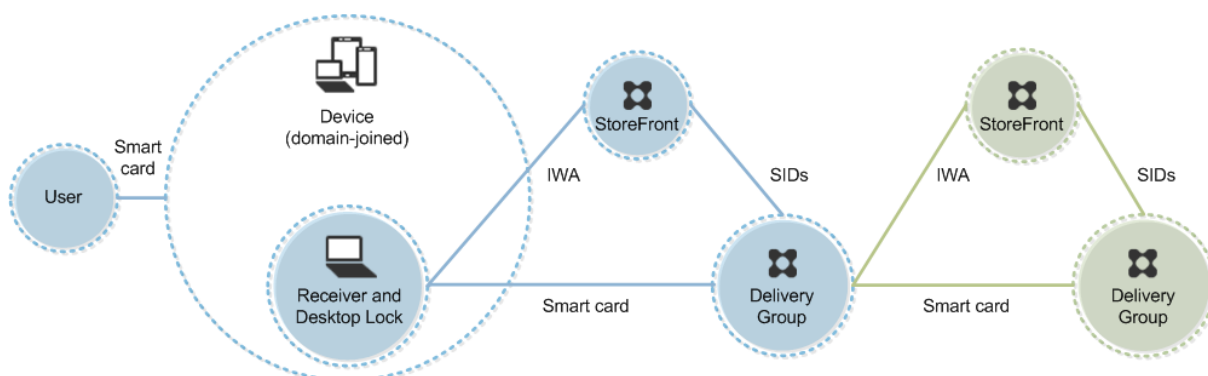 User
Smart
card
Device
(domain-joined)
Receiver and
Desktop Lock
IWA
StoreFront
SIDs
Smart card
Delivery
Group
IWA
StoreFront
SIDs
Smart card
Delivery
Group